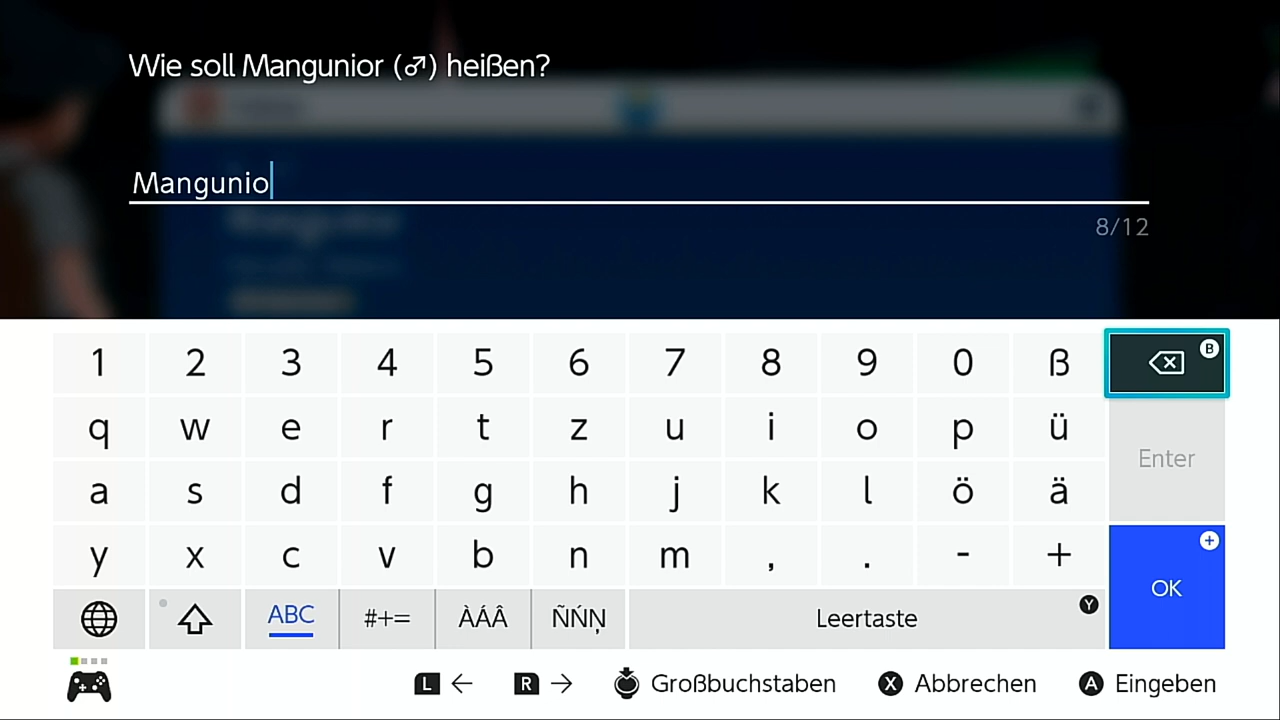 Wie soll Mangunior (♂) heißen?
Mangunio
8/12
1 2 3 4 5 6 7 8 9 0 ß B
q w e r t z u i o p ü
Enter
a s d f g h j k l ö ä
y x c v b n m , . - +
OK +
ABC #+= ÀÁÂ ÑŃŅ Leertaste Y
L ← R → Großbuchstaben X Abbrechen A Eingeben